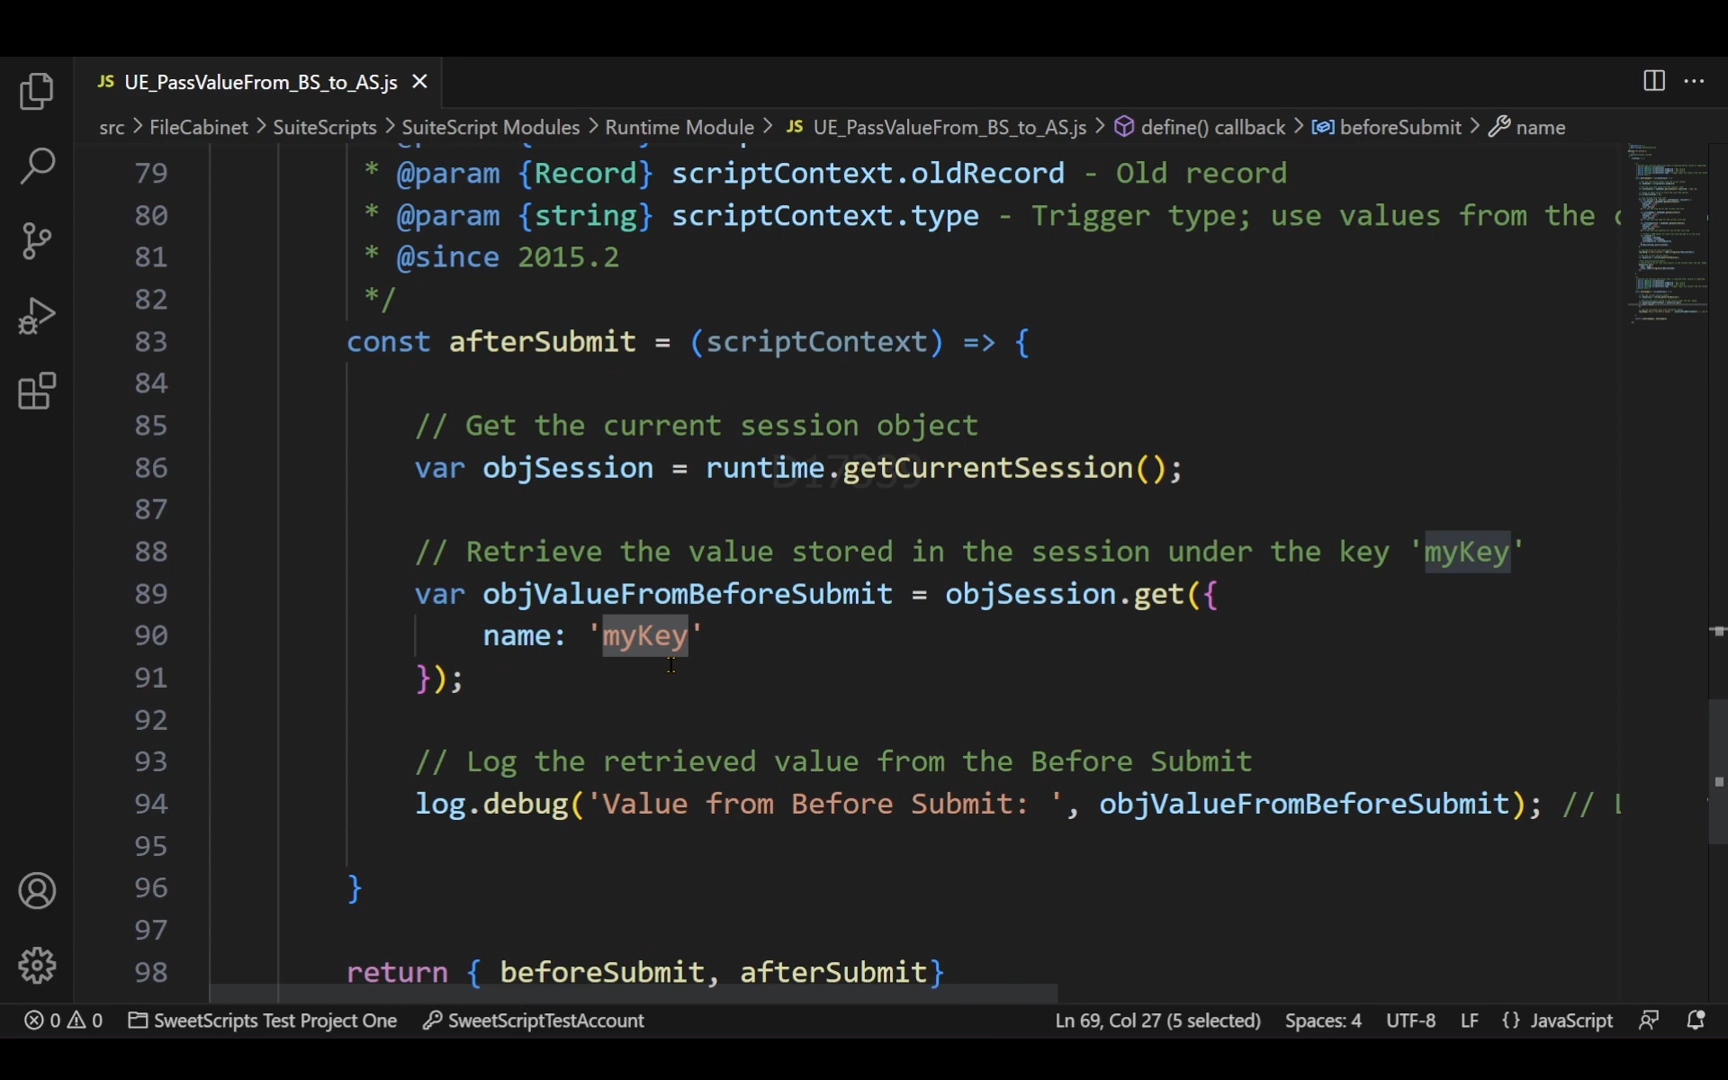 JS UE_PassValueFrom_BS_to_AS.js
src > FileCabinet > SuiteScripts > SuiteScript Modules > Runtime Module > JS UE_PassValueFrom_BS_to_AS.js > define() callback > beforeSubmit > name
79 * @param {Record} scriptContext.oldRecord - Old record
80 * @param {string} scriptContext.type - Trigger type; use values from the
81 * @since 2015.2
82 */
83 const afterSubmit = (scriptContext) => {
84
85 // Get the current session object
86 var objSession = runtime.getCurrentSession();
87
88 // Retrieve the value stored in the session under the key 'myKey'
89 var objValueFromBeforeSubmit = objSession.get({
90 name: 'myKey'
91 });
92
93 // Log the retrieved value from the Before Submit
94 log.debug('Value from Before Submit: ', objValueFromBeforeSubmit); //
95
96 }
97
98 return { beforeSubmit, afterSubmit}
0 0 SweetScripts Test Project One SweetScriptTestAccount Ln 69, Col 27 (5 selected) Spaces: 4 UTF-8 LF {} JavaScript